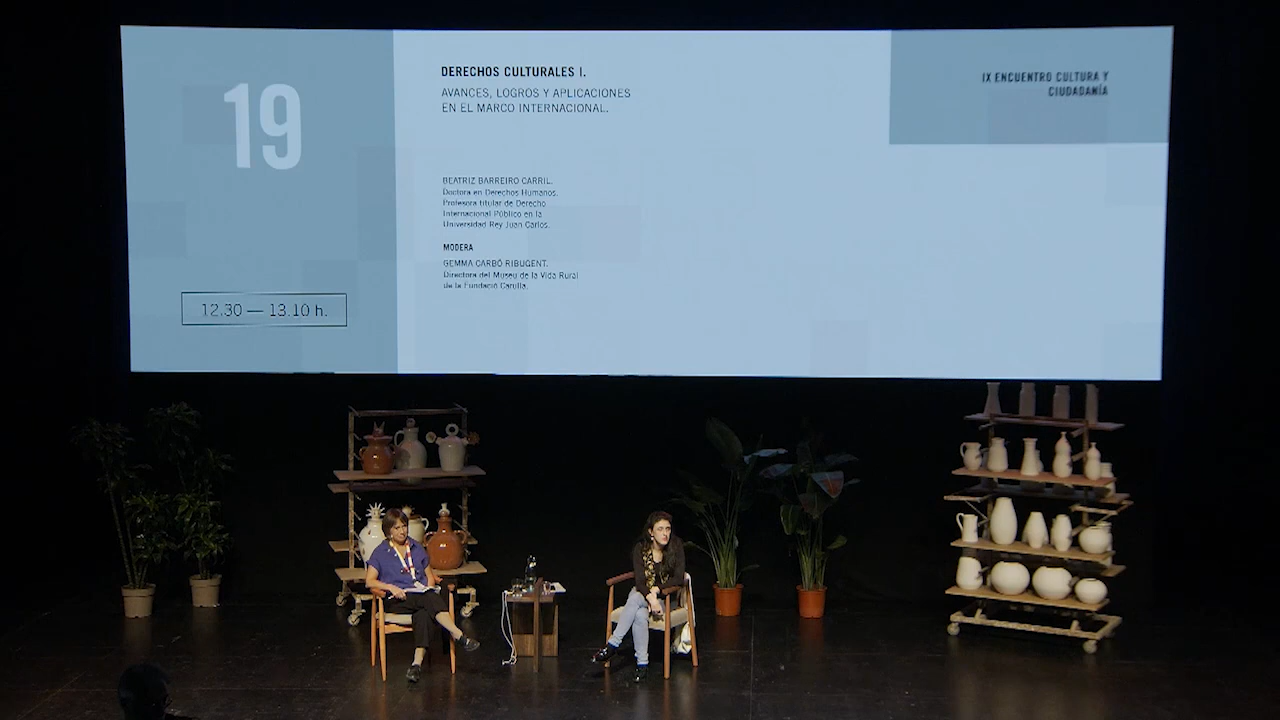 19
12.30 — 13.10 h.
DERECHOS CULTURALES I.
AVANCES, LOGROS Y APLICACIONES
EN EL MARCO INTERNACIONAL.
BEATRIZ BARREIRO CARRIL.
Doctora en Derechos Humanos.
Profesora titular de Derecho
Internacional Público en la
Universidad Rey Juan Carlos.
MODERA
GEMMA CARBÓ RIBUGENT.
Directora del Museu de la Vida Rural
de la Fundació Carulla.
IX ENCUENTRO CULTURA Y
CIUDADANÍA